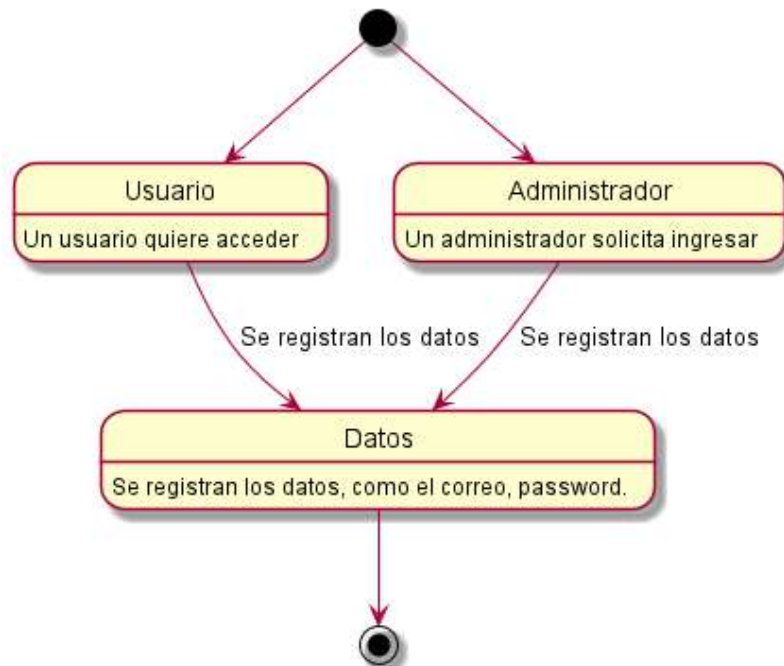 Usuario
Un usuario quiere acceder
Administrador
Un administrador solicita ingresar
Se registran los datos
Se registran los datos
Datos
Se registran los datos, como el correo, password.